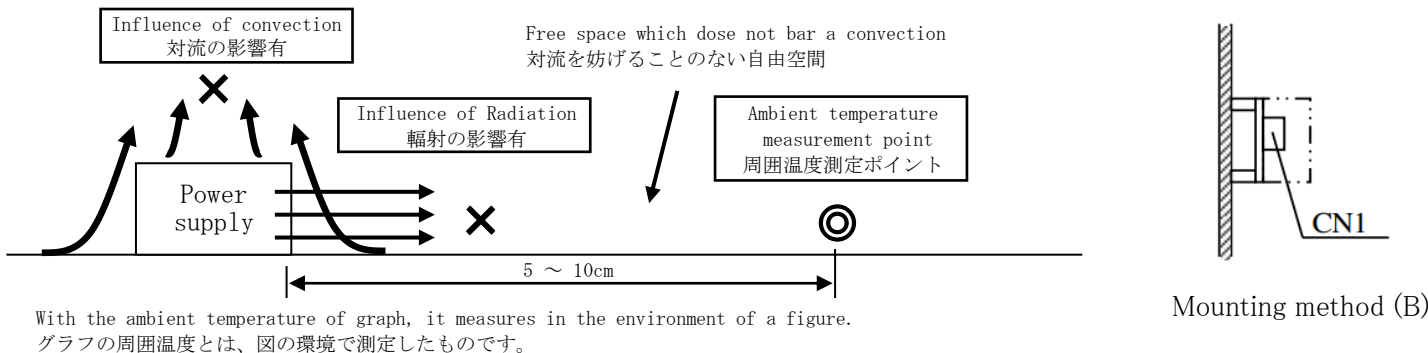 Influence of convection
対流の影響有
Free space which dose not bar a convection
対流を妨げることのない自由空間
Influence of Radiation
輻射の影響有
Ambient temperature
measurement point
周囲温度測定ポイント
Power
supply
5 ～ 10cm
With the ambient temperature of graph, it measures in the environment of a figure.
グラフの周囲温度とは、図の環境で測定したものです。
CN1
Mounting method (B)